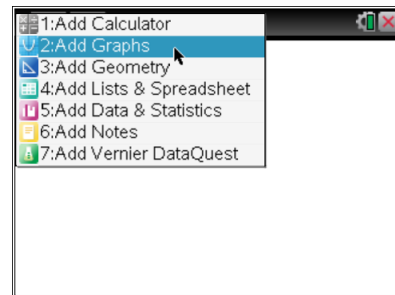 1:Add Calculator
2:Add Graphs
3:Add Geometry
4:Add Lists & Spreadsheet
5:Add Data & Statistics
6:Add Notes
7:Add Vernier DataQuest